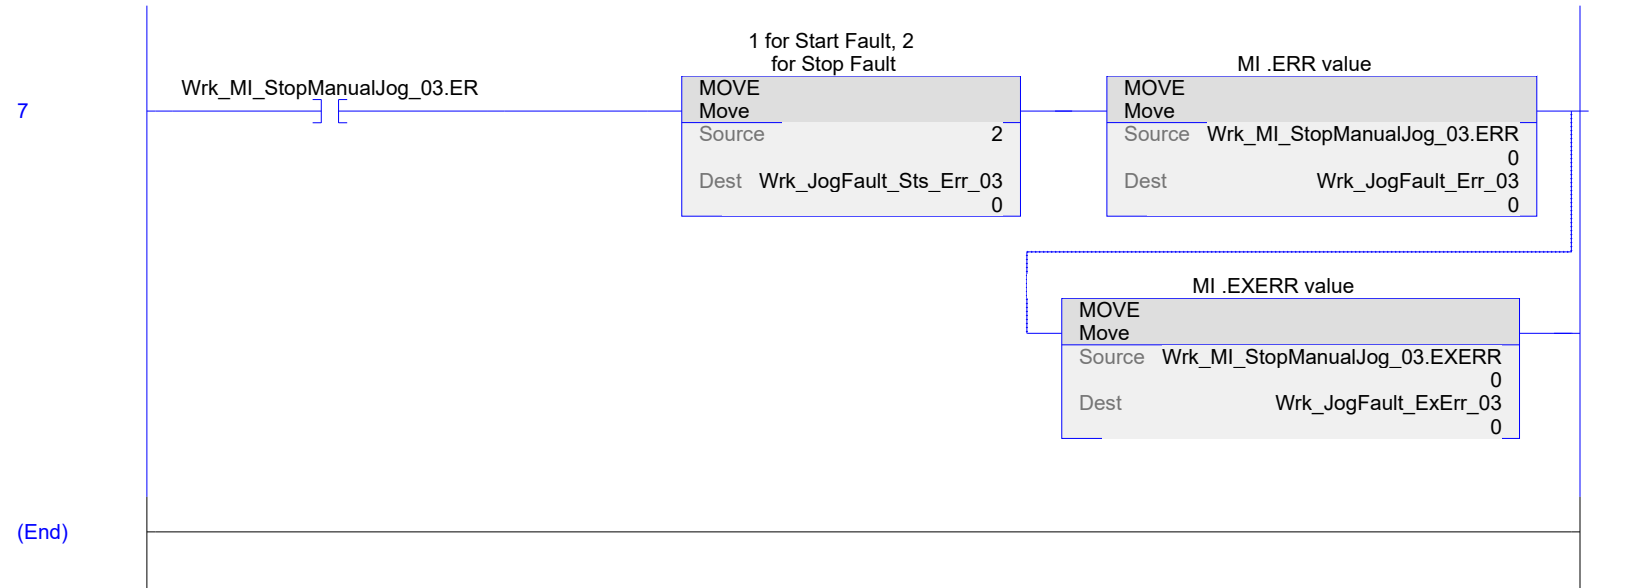 1 for Start Fault, 2
for Stop Fault
MI .ERR value
Wrk_MI_StopManualJog_03.ER
MOVE
Move
Source 2
Dest Wrk_JogFault_Sts_Err_03
0
MOVE
Move
Source Wrk_MI_StopManualJog_03.ERR
0
Dest Wrk_JogFault_Err_03
0
7
MI .EXERR value
MOVE
Move
Source Wrk_MI_StopManualJog_03.EXERR
0
Dest Wrk_JogFault_ExErr_03
0
(End)